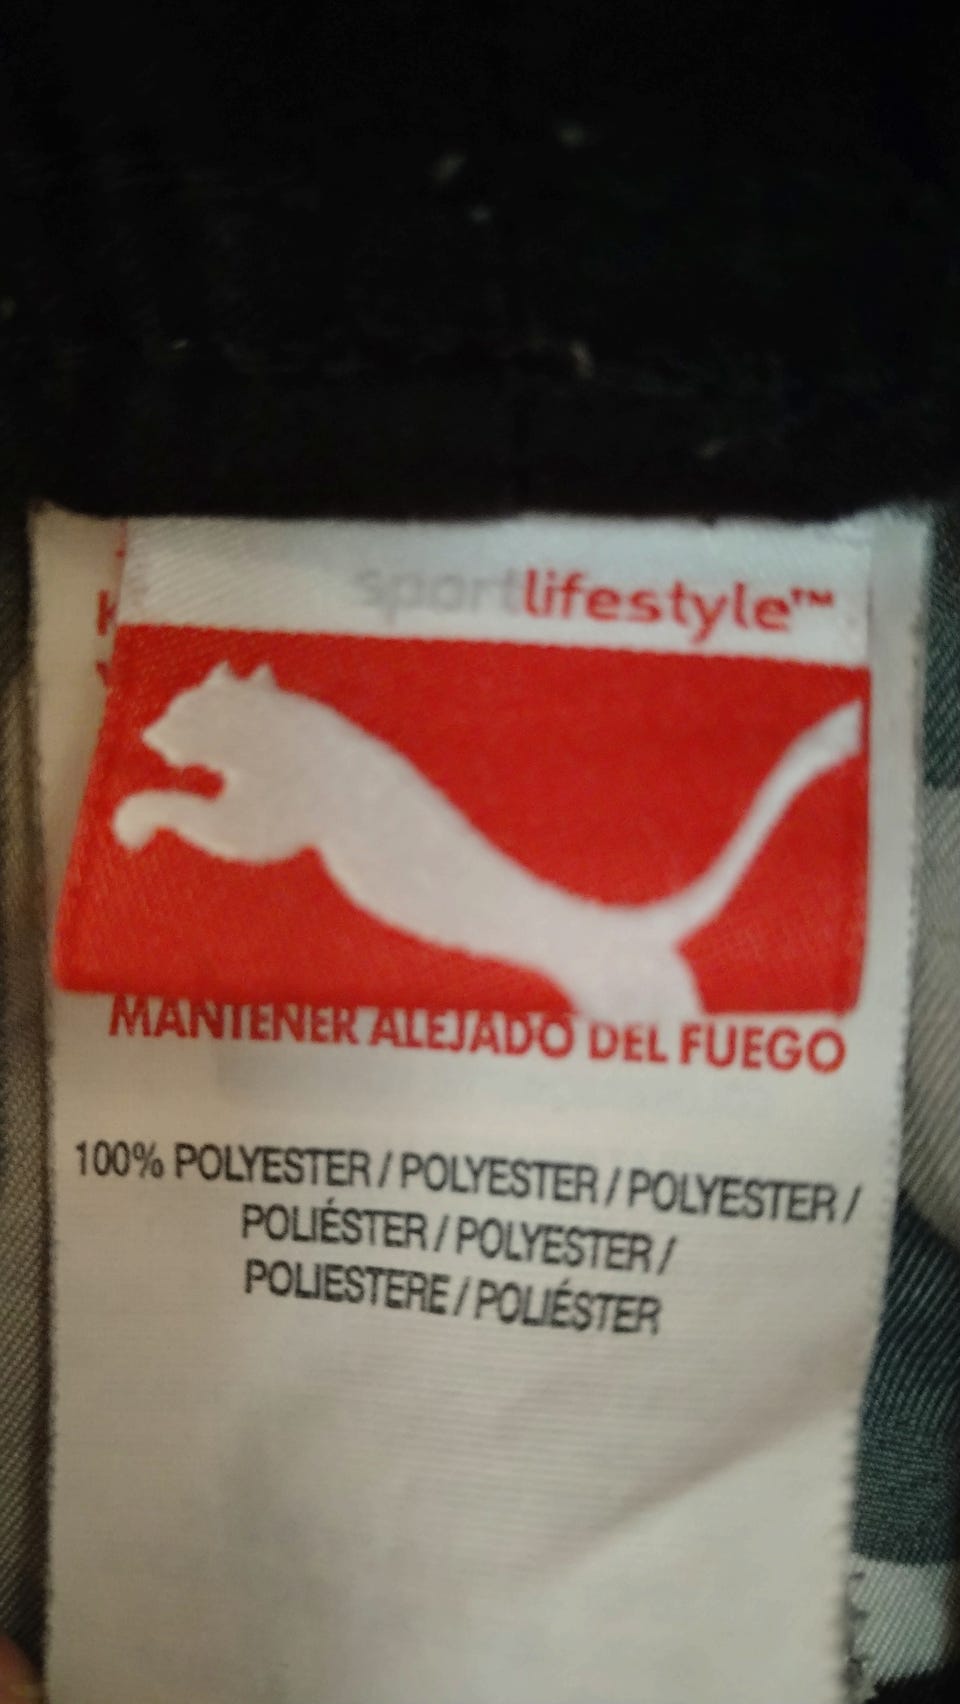 sportlifestyle™
MANTENER ALEJADO DEL FUEGO
100% POLYESTER / POLYESTER / POLYESTER /
POLIÉSTER / POLYESTER /
POLIESTERE / POLIÉSTER